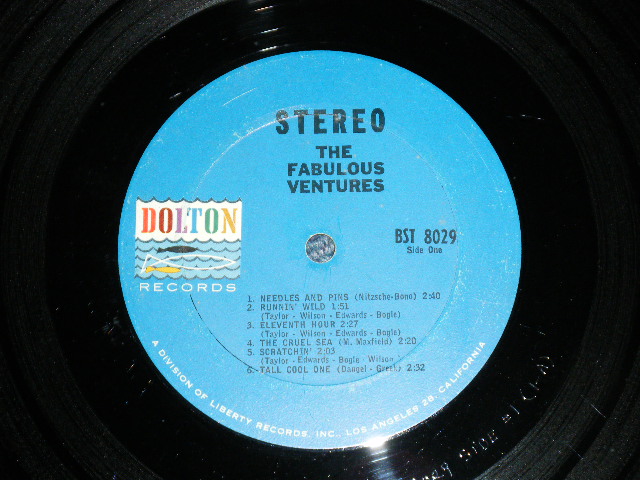 STEREO
THE
FABULOUS
VENTURES
DOLTON
RECORDS
BST 8029
Side One
1. NEEDLES AND PINS (Nitzsche-Bono) 2:40
2. RUNNIN' WILD 1:51
(Taylor - Wilson - Edwards - Bogle)
3. ELEVENTH HOUR 2:27
(Taylor - Wilson - Edwards - Bogle)
4. THE CRUEL SEA (M. Maxfield) 2:20
5. SCRATCHIN' 2:03
(Taylor - Edwards - Bogle - Wilson)
6. TALL COOL ONE (Dangel - Greek) 2:32
A DIVISION OF LIBERTY RECORDS, INC., LOS ANGELES 28, CALIFORNIA